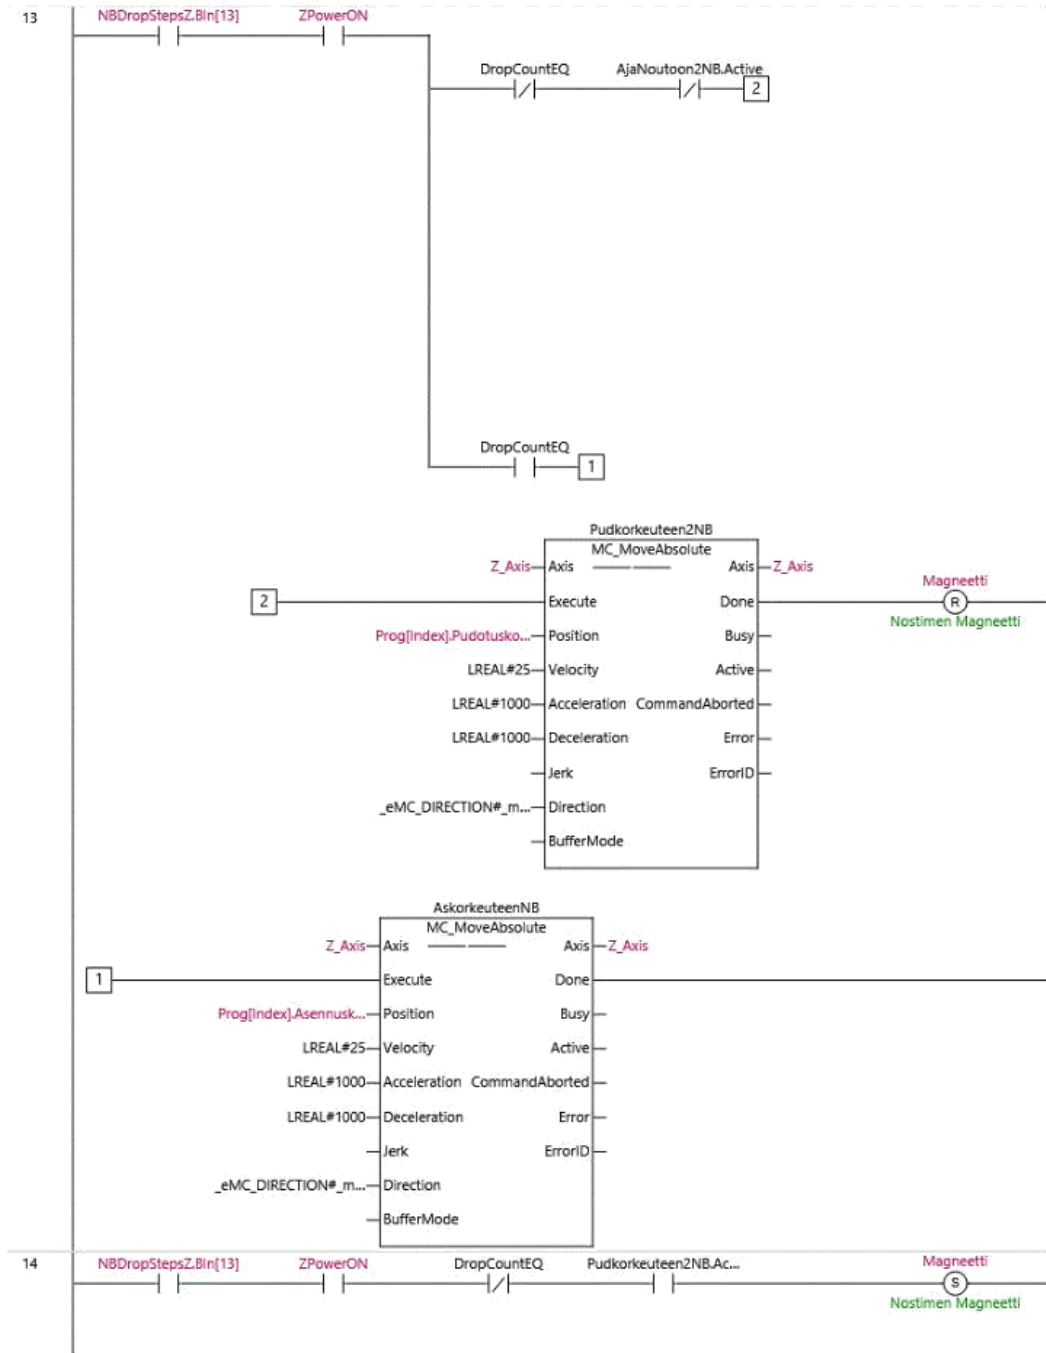 13
NBDropStepsZ.BIn[13] ZPowerON
DropCountEQ AjaNoutoon2NB.Active
2
DropCountEQ
1
Pudkorkeuteen2NB
MC_MoveAbsolute
Z_Axis Axis Axis Z_Axis
Magneetti
2 Execute Done R
Nostimen Magneetti
Prog[Index].Pudotusko... Position Busy
LREAL#25 Velocity Active
LREAL#1000 Acceleration CommandAborted
LREAL#1000 Deceleration Error
Jerk ErrorID
_eMC_DIRECTION#_m... Direction
BufferMode
AskorkeuteenNB
MC_MoveAbsolute
Z_Axis Axis Axis Z_Axis
1 Execute Done
Prog[Index].Asennusk... Position Busy
LREAL#25 Velocity Active
LREAL#1000 Acceleration CommandAborted
LREAL#1000 Deceleration Error
Jerk ErrorID
_eMC_DIRECTION#_m... Direction
BufferMode
14
NBDropStepsZ.BIn[13] ZPowerON DropCountEQ Pudkorkeuteen2NB.Ac... Magneetti
S
Nostimen Magneetti